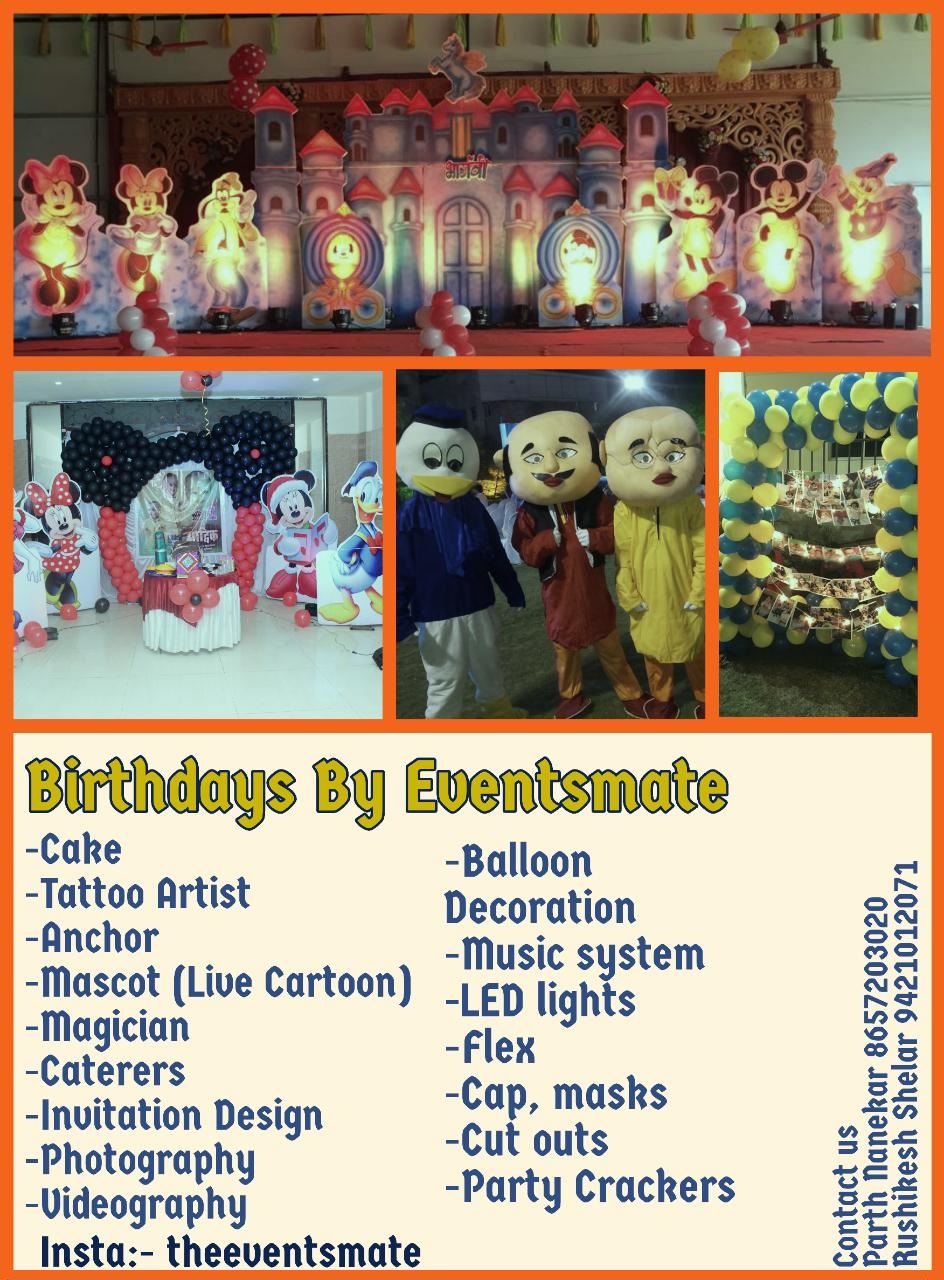 भार्गवी
Birthdays By Eventsmate
-Cake
-Tattoo Artist
-Anchor
-Mascot (Live Cartoon)
-Magician
-Caterers
-Invitation Design
-Photography
-Videography
Insta:- theeventsmate
-Balloon
Decoration
-Music system
-LED lights
-Flex
-Cap, masks
-Cut outs
-Party Crackers
Contact us
Parth Nanekar 8657203020
Rushikesh Shelar 9421012071